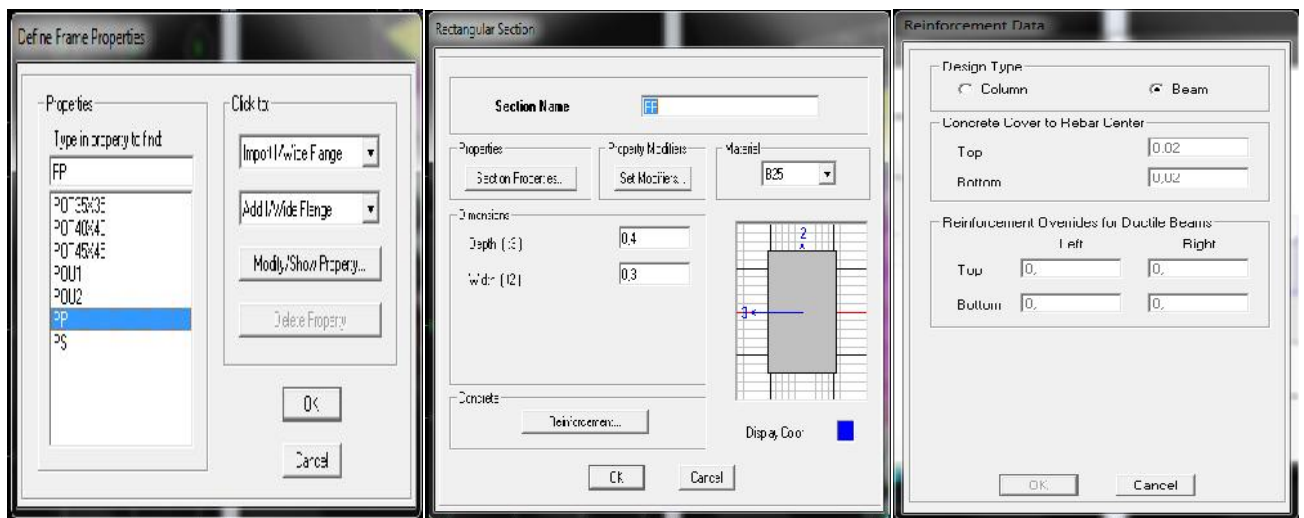 Define Frame Properties
Properties
Type in property to find:
PP
POT35X35
POT40X40
POT45X45
POU1
POU2
PP
PS
Click to:
Import I/Wide Flange
Add I/Wide Flange
Modify/Show Property...
Delete Property
OK
Cancel
Rectangular Section
Section Name
PP
Properties
Section Properties...
Property Modifiers
Set Modifiers...
Material
B25
Dimensions
Depth (t3)
0,4
Width (t2)
0,3
2
3
Concrete
Reinforcement...
Display Color
OK
Cancel
Reinforcement Data
Design Type
Column
Beam
Concrete Cover to Rebar Center
Top
0.02
Bottom
0,02
Reinforcement Overrides for Ductile Beams
Left Right
Top
0,
0,
Bottom
0,
0,
OK
Cancel